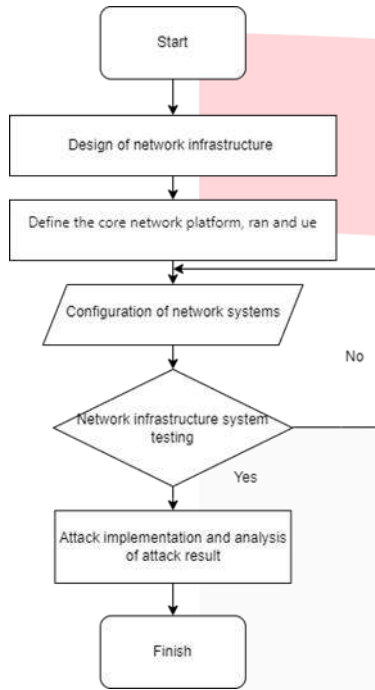 Start
Design of network infrastructure
Define the core network platform, ran and ue
Configuration of network systems
No
Network infrastructure system
testing
Yes
Attack implementation and analysis
of attack result
Finish